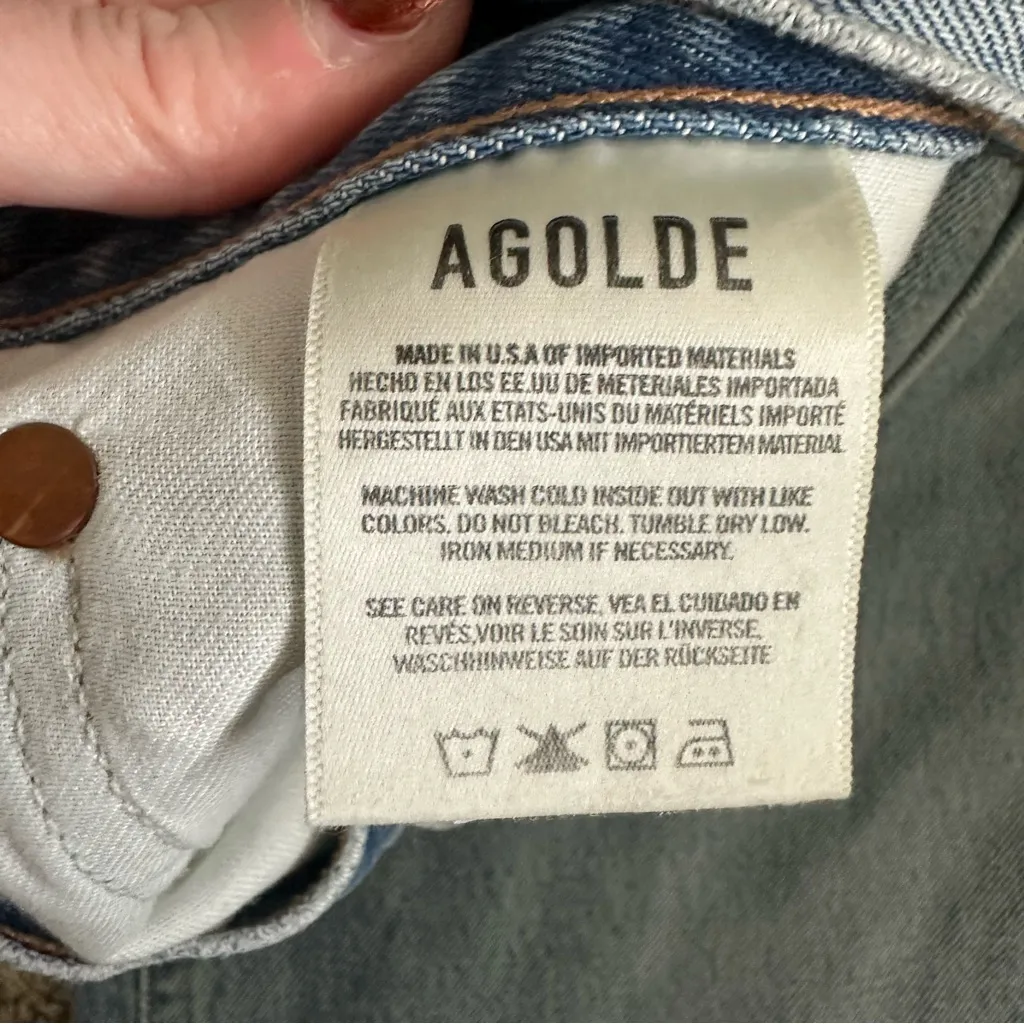 AGOLDE
MADE IN U.S.A OF IMPORTED MATERIALS
HECHO EN LOS EE.UU DE METERIALES IMPORTADA
FABRIQUÉ AUX ETATS-UNIS DU MATÉRIELS IMPORTÉ
HERGESTELLT IN DEN USA MIT IMPORTIERTEM MATERIAL
MACHINE WASH COLD INSIDE OUT WITH LIKE
COLORS. DO NOT BLEACH. TUMBLE DRY LOW.
IRON MEDIUM IF NECESSARY.
SEE CARE ON REVERSE, VEA EL CUIDADO EN
REVÉS, VOIR LE SOIN SUR L'INVERSE,
WASCHHINWEISE AUF DER RÜCKSEITE